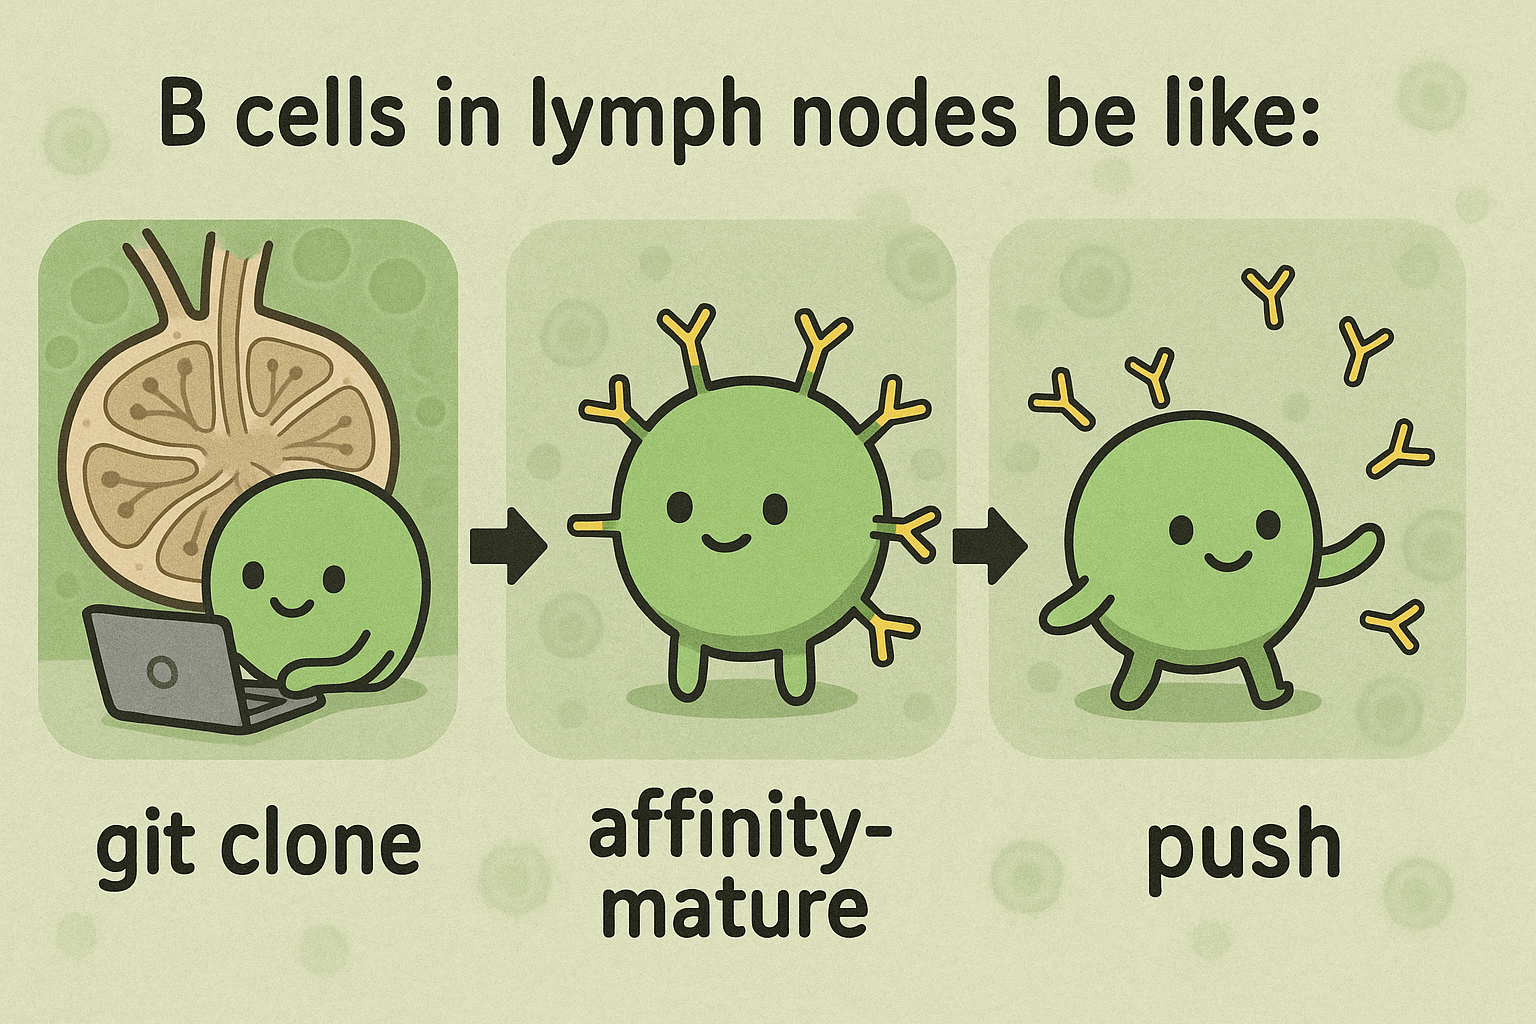 B cells in lymph nodes be like:
git clone
affinity-
mature
push